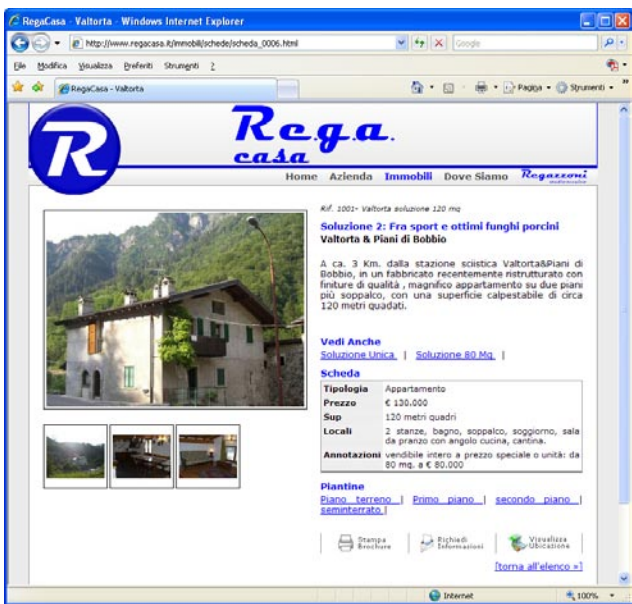 RegaCasa - Valtorta - Windows Internet Explorer
http://www.regacasa.it/immobili/schede/scheda_0006.html
Google
File Modifica Visualizza Preferiti Strumenti ?
RegaCasa - Valtorta
Pagina Strumenti
R
Re.g.a.
casa
Home Azienda Immobili Dove Siamo Regazzoni
Rif. 1001- Valtorta soluzione 120 mq
Soluzione 2: Fra sport e ottimi funghi porcini
Valtorta & Piani di Bobbio
A ca. 3 Km. dalla stazione sciistica Valtorta&Piani di
Bobbio, in un fabbricato recentemente ristrutturato con
finiture di qualità , magnifico appartamento su due piani
più soppalco, con una superficie calpestabile di circa
120 metri quadati.
Vedi Anche
Soluzione Unica | Soluzione 80 Mq |
Scheda
Tipologia Appartamento
Prezzo € 130.000
Sup 120 metri quadri
Locali 2 stanze, bagno, soppalco, soggiorno, sala
da pranzo con angolo cucina, cantina.
Annotazioni vendibile intero a prezzo speciale o unità: da
80 mq. a € 80.000
Piantine
Piano terreno | Primo piano | secondo piano |
seminterrato |
Stampa
Brochure
Richiedi
Informazioni
Visualizza
Ubicazione
[torna all'elenco »]
Internet 100%